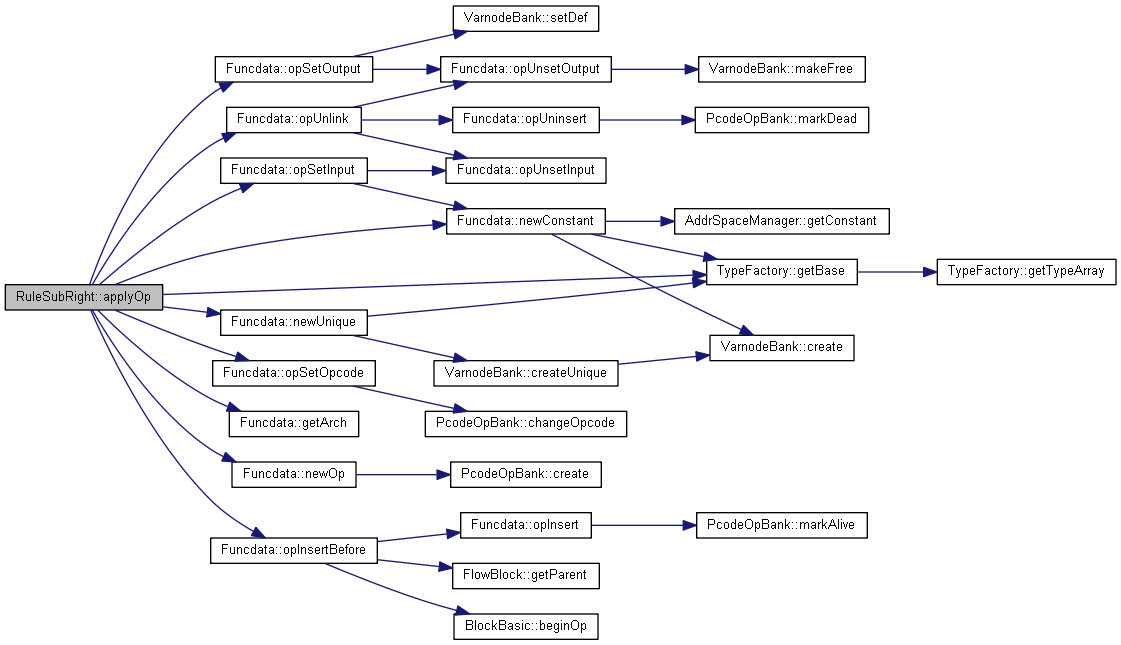 VarnodeBank::setDef
Funcdata::opSetOutput
Funcdata::opUnsetOutput
VarnodeBank::makeFree
Funcdata::opUnlink
Funcdata::opUninsert
PcodeOpBank::markDead
Funcdata::opSetInput
Funcdata::opUnsetInput
Funcdata::newConstant
AddrSpaceManager::getConstant
TypeFactory::getBase
TypeFactory::getTypeArray
RuleSubRight::applyOp
Funcdata::newUnique
VarnodeBank::create
Funcdata::opSetOpcode
VarnodeBank::createUnique
Funcdata::getArch
PcodeOpBank::changeOpcode
Funcdata::newOp
PcodeOpBank::create
Funcdata::opInsert
PcodeOpBank::markAlive
Funcdata::opInsertBefore
FlowBlock::getParent
BlockBasic::beginOp